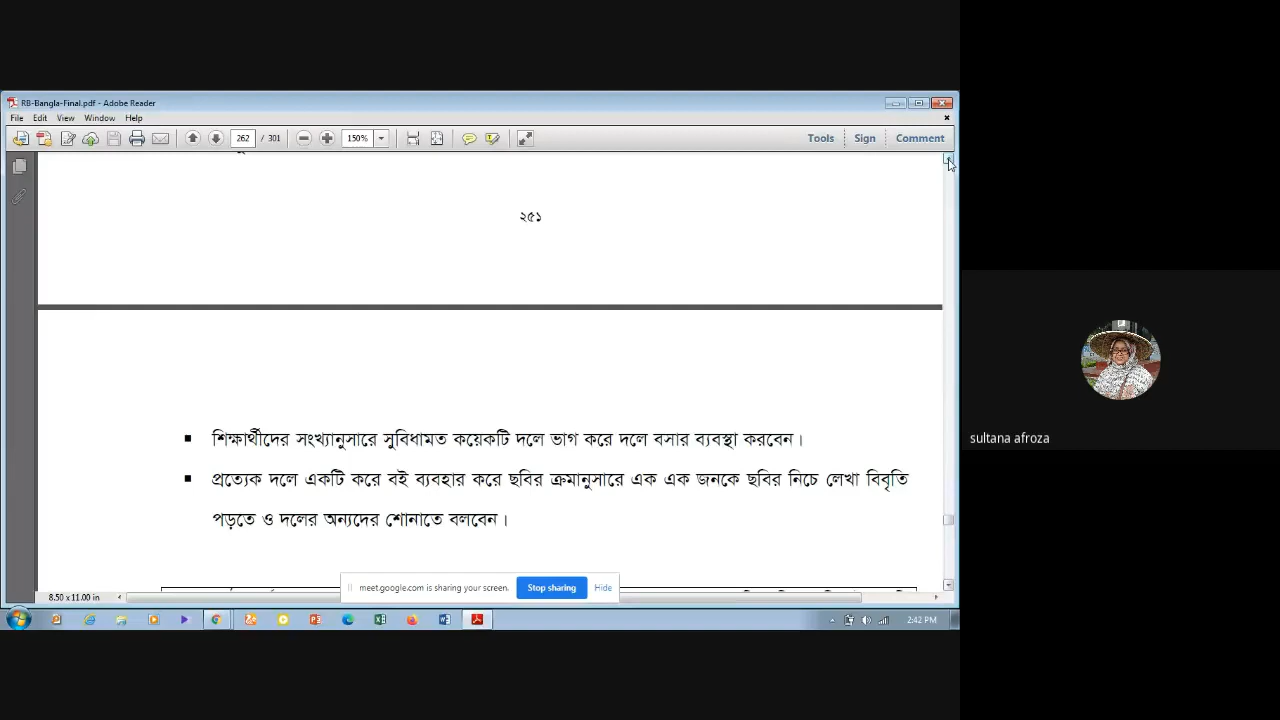 RB-Bangla-Final.pdf - Adobe Reader
File Edit View Window Help
262 / 301 150% Tools Sign Comment
২৫১
▪ শিক্ষার্থীদের সংখ্যানুসারে সুবিধামত কয়েকটি দলে ভাগ করে দলে বসার ব্যবস্থা করবেন।
▪ প্রত্যেক দলে একটি করে বই ব্যবহার করে ছবির ক্রমানুসারে এক এক জনকে ছবির নিচে লেখা বিবৃতি
পড়তে ও দলের অন্যদের শোনাতে বলবেন।
sultana afroza
meet.google.com is sharing your screen. Stop sharing Hide
8.50 x 11.00 in
2:42 PM